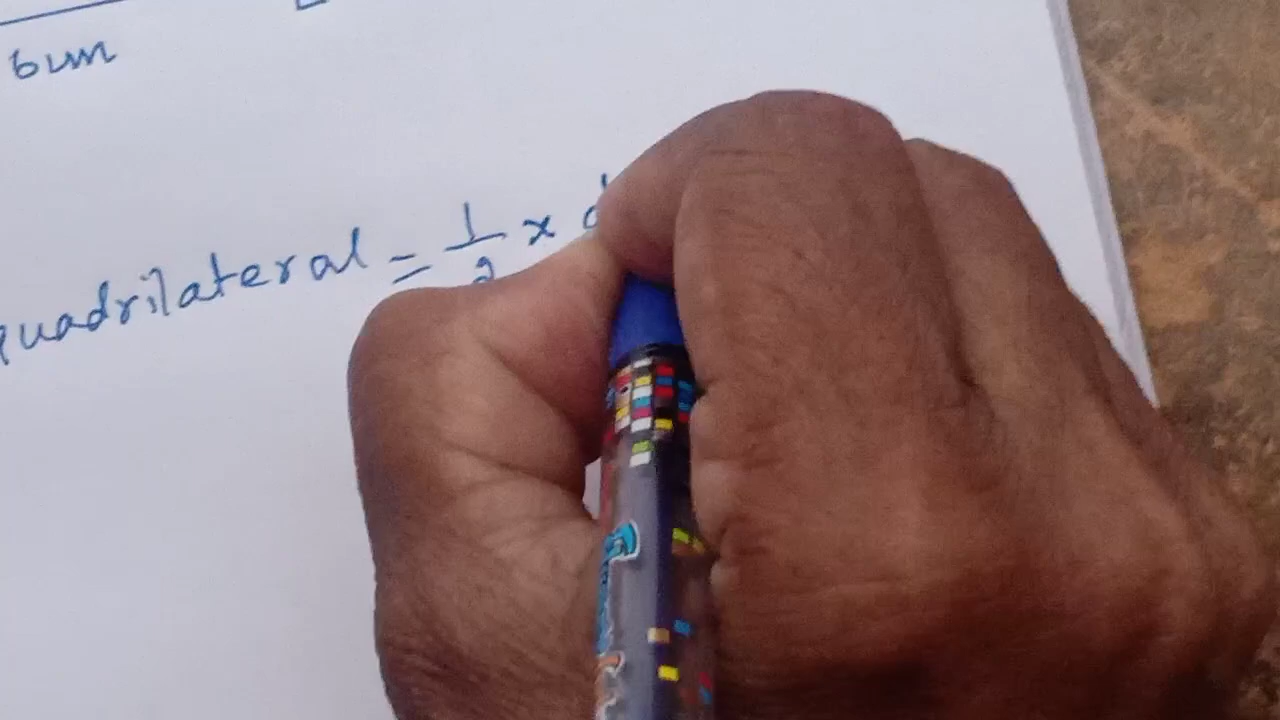 6cm
quadrilateral = 1/2 x d